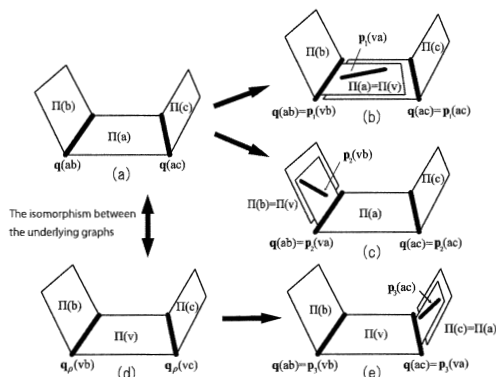 Π(b)
Π(c)
Π(a)
q(ab)
q(ac)
(a)
Π(b)
p₁(va)
Π(c)
Π(a)=Π(v)
q(ab)=p₁(vb)
q(ac)=p₁(ac)
(b)
p₂(vb)
Π(c)
Π(b)=Π(v)
Π(a)
q(ab)=p₂(va)
q(ac)=p₂(ac)
(c)
The isomorphism between
the underlying graphs
Π(b)
Π(c)
Π(v)
qρ(vb)
qρ(vc)
(d)
Π(b)
p₃(ac)
Π(v)
Π(c)=Π(a)
q(ab)=p₃(vb)
q(ac)=p₃(va)
(e)